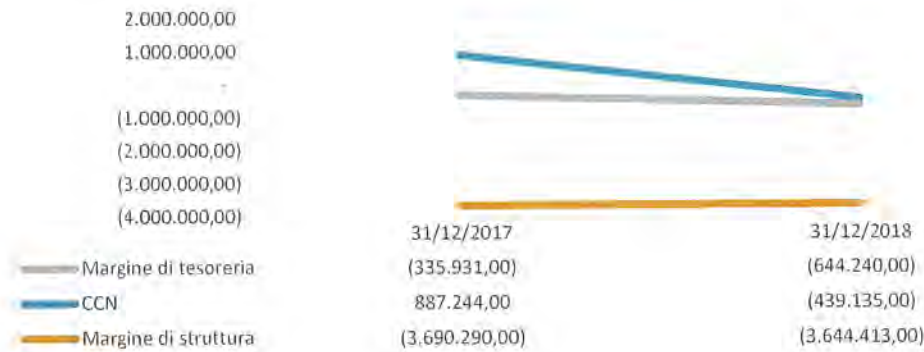 2.000.000,00
1.000.000,00
-
(1.000.000,00)
(2.000.000,00)
(3.000.000,00)
(4.000.000,00)
31/12/2017 31/12/2018
Margine di tesoreria (335.931,00) (644.240,00)
CCN 887.244,00 (439.135,00)
Margine di struttura (3.690.290,00) (3.644.413,00)